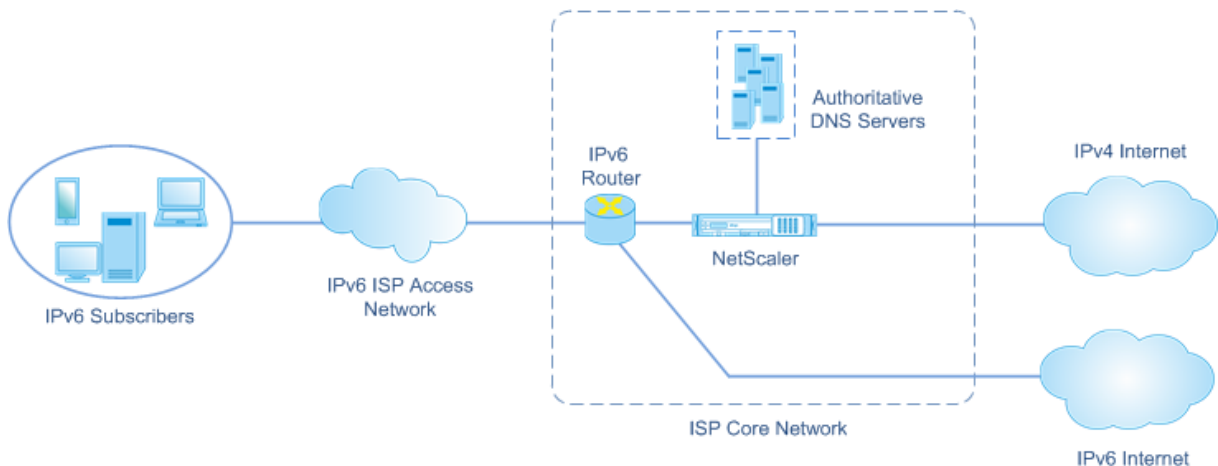 Authoritative
DNS Servers
IPv6
Router
IPv4 Internet
NetScaler
IPv6 ISP Access
Network
IPv6 Subscribers
ISP Core Network
IPv6 Internet